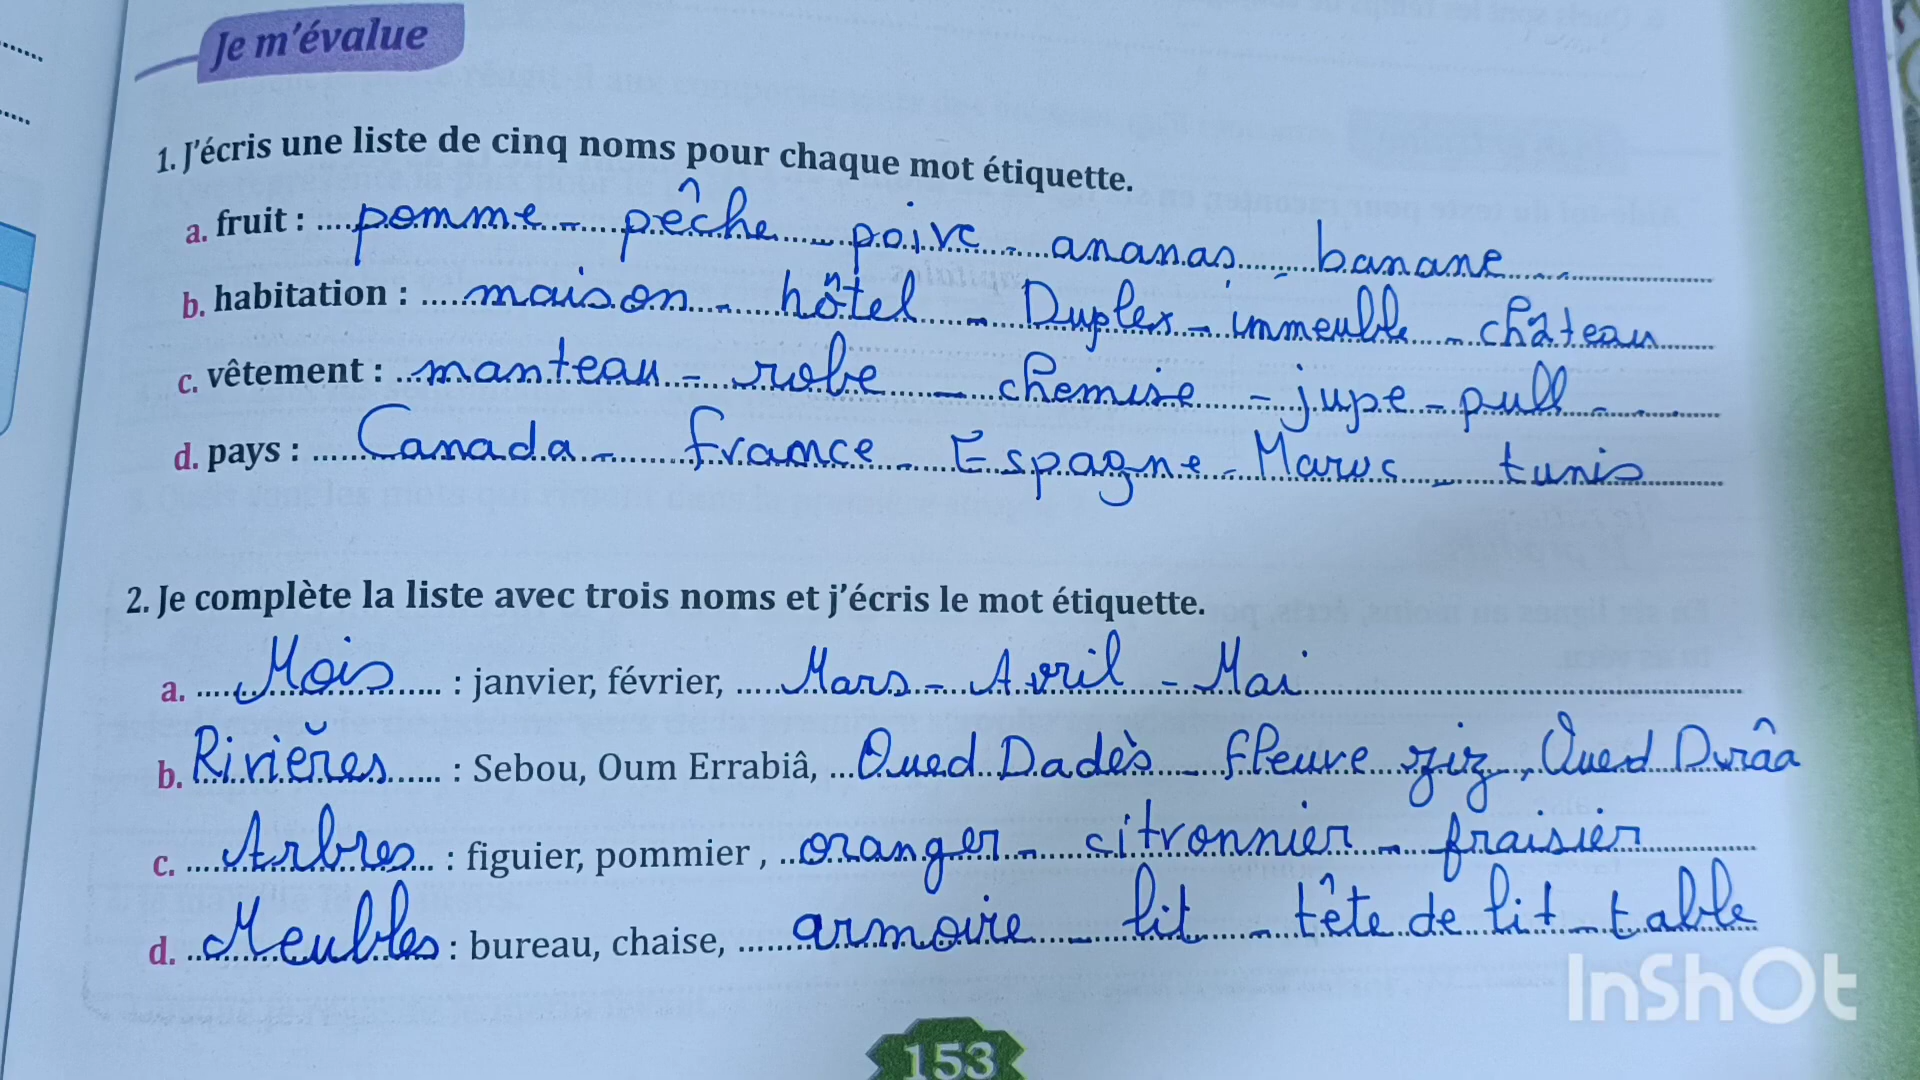 Je m'évalue
1. J'écris une liste de cinq noms pour chaque mot étiquette.
a. fruit : ....pomme - pêche - poire - ananas - banane...
b. habitation : ....maison - hôtel - Duplex - immeuble - château
c. vêtement : ...manteau - robe - chemise - jupe - pull - ...
d. pays : ....Canada - france - Espagne - Maroc - tunis
2. Je complète la liste avec trois noms et j'écris le mot étiquette.
a. ....Mois.... : janvier, février, ....Mars - Avril - Mai....
b. Rivières.... : Sebou, Oum Errabiâ, ...Oued Dadès - fleuve ziz, Oued Drâa
c. ....Arbres... : figuier, pommier , ...oranger - citronnier - fraisier....
d. ...Meubles : bureau, chaise, ....armoire - lit - tête de lit - table
InShOt
153